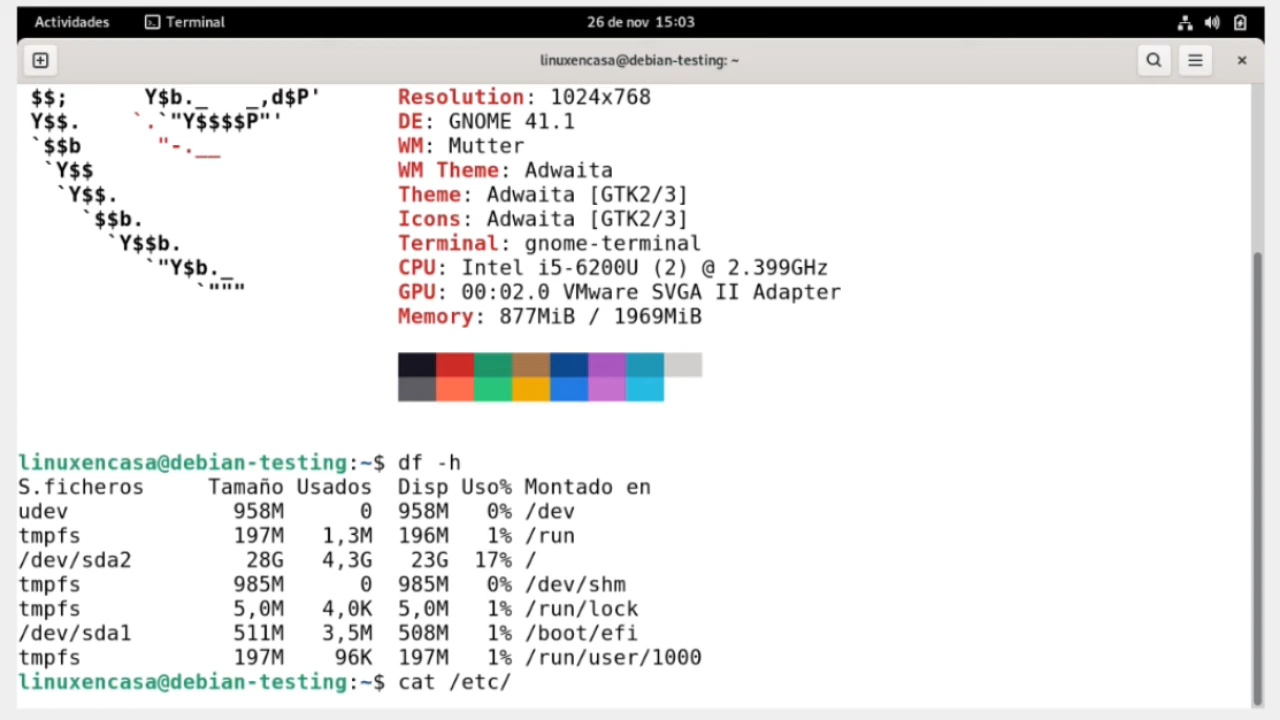 Actividades Terminal 26 de nov 15:03
linuxencasa@debian-testing: ~
$$; Y$b._ _,d$P' Resolution: 1024x768
Y$$. `.`"Y$$$$P"' DE: GNOME 41.1
`$$b "-.__ WM: Mutter
`Y$$ WM Theme: Adwaita
`Y$$. Theme: Adwaita [GTK2/3]
`$$b. Icons: Adwaita [GTK2/3]
`Y$$b. Terminal: gnome-terminal
`"Y$b._ CPU: Intel i5-6200U (2) @ 2.399GHz
`""" GPU: 00:02.0 VMware SVGA II Adapter
Memory: 877MiB / 1969MiB
linuxencasa@debian-testing:~$ df -h
S.ficheros Tamaño Usados Disp Uso% Montado en
udev 958M 0 958M 0% /dev
tmpfs 197M 1,3M 196M 1% /run
/dev/sda2 28G 4,3G 23G 17% /
tmpfs 985M 0 985M 0% /dev/shm
tmpfs 5,0M 4,0K 5,0M 1% /run/lock
/dev/sda1 511M 3,5M 508M 1% /boot/efi
tmpfs 197M 96K 197M 1% /run/user/1000
linuxencasa@debian-testing:~$ cat /etc/